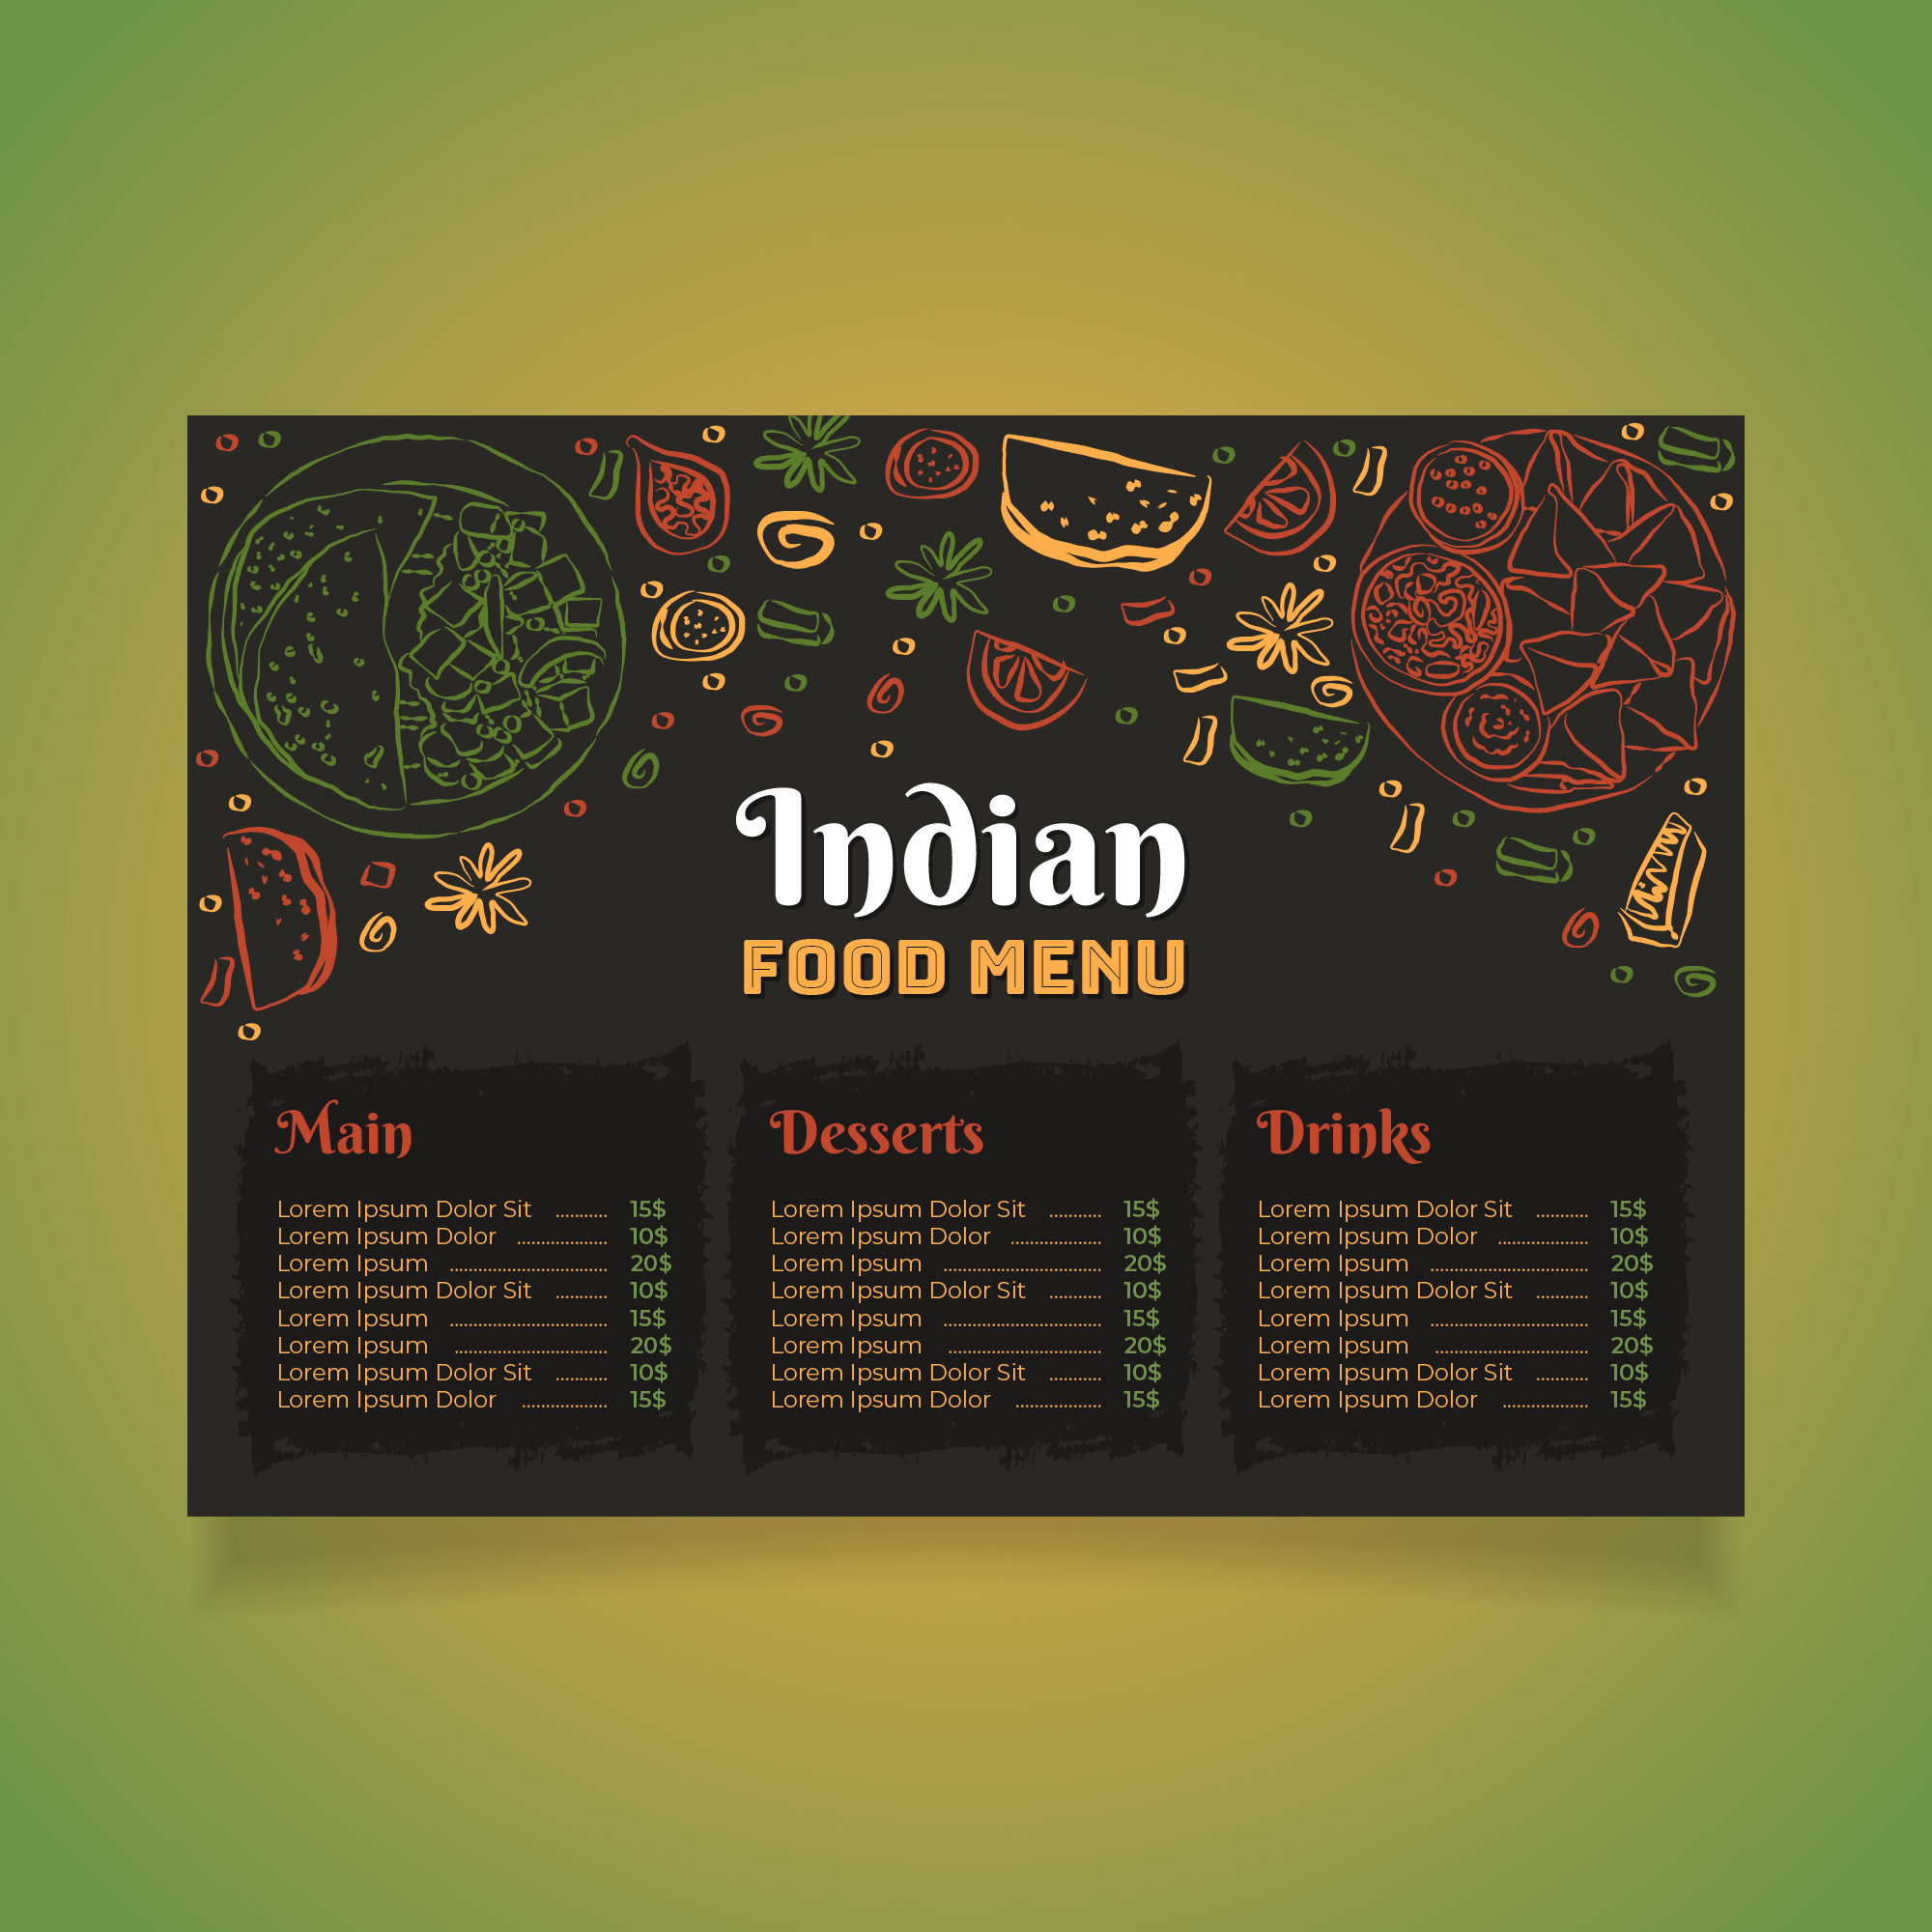 Indian
FOOD MENU
Main
Lorem Ipsum Dolor Sit ........... 15$
Lorem Ipsum Dolor ................... 10$
Lorem Ipsum ................................. 20$
Lorem Ipsum Dolor Sit ........... 10$
Lorem Ipsum ................................. 15$
Lorem Ipsum ................................ 20$
Lorem Ipsum Dolor Sit ........... 10$
Lorem Ipsum Dolor .................. 15$
Desserts
Lorem Ipsum Dolor Sit ........... 15$
Lorem Ipsum Dolor ................... 10$
Lorem Ipsum ................................. 20$
Lorem Ipsum Dolor Sit ........... 10$
Lorem Ipsum ................................. 15$
Lorem Ipsum ................................ 20$
Lorem Ipsum Dolor Sit ........... 10$
Lorem Ipsum Dolor .................. 15$
Drinks
Lorem Ipsum Dolor Sit ........... 15$
Lorem Ipsum Dolor ................... 10$
Lorem Ipsum ................................. 20$
Lorem Ipsum Dolor Sit ........... 10$
Lorem Ipsum ................................. 15$
Lorem Ipsum ................................ 20$
Lorem Ipsum Dolor Sit ........... 10$
Lorem Ipsum Dolor .................. 15$